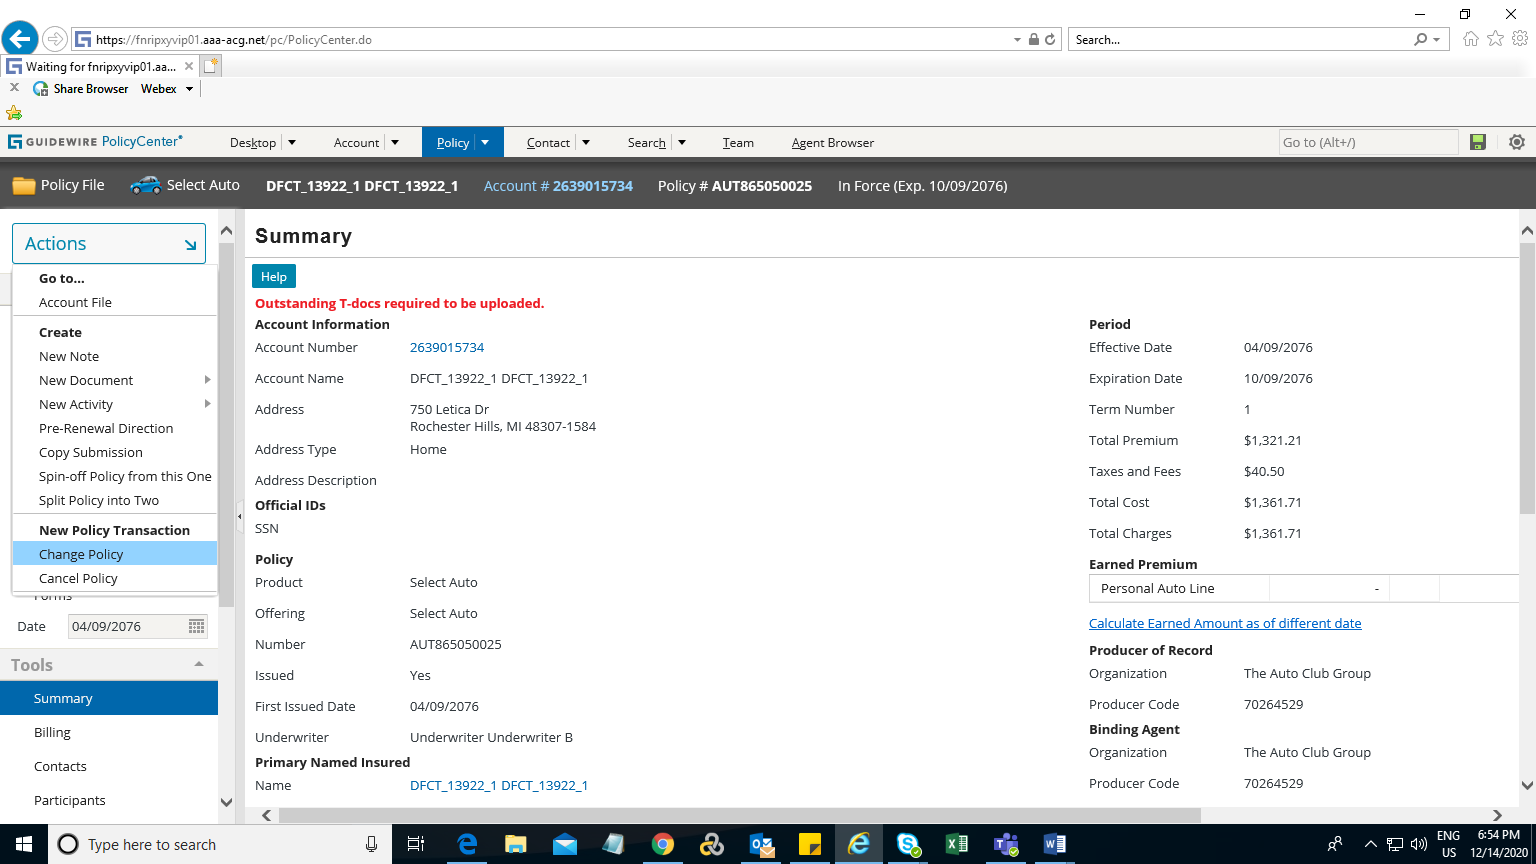 https://fnripxyvip01.aaa-acg.net/pc/PolicyCenter.do
Search...
Waiting for fnripxyvip01.aa...
x Share Browser Webex
GUIDEWIRE PolicyCenter®
Desktop Account Policy Contact Search Team Agent Browser
Go to (Alt+/)
Policy File Select Auto DFCT_13922_1 DFCT_13922_1 Account # 2639015734 Policy # AUT865050025 In Force (Exp. 10/09/2076)
Actions
Go to...
Account File
Create
New Note
New Document
New Activity
Pre-Renewal Direction
Copy Submission
Spin-off Policy from this One
Split Policy into Two
New Policy Transaction
Change Policy
Cancel Policy
Forms
Date 04/09/2076
Tools
Summary
Billing
Contacts
Participants
Summary
Help
Outstanding T-docs required to be uploaded.
Account Information
Account Number 2639015734
Account Name DFCT_13922_1 DFCT_13922_1
Address 750 Letica Dr
Rochester Hills, MI 48307-1584
Address Type Home
Address Description
Official IDs
SSN
Policy
Product Select Auto
Offering Select Auto
Number AUT865050025
Issued Yes
First Issued Date 04/09/2076
Underwriter Underwriter Underwriter B
Primary Named Insured
Name DFCT_13922_1 DFCT_13922_1
Period
Effective Date 04/09/2076
Expiration Date 10/09/2076
Term Number 1
Total Premium $1,321.21
Taxes and Fees $40.50
Total Cost $1,361.71
Total Charges $1,361.71
Earned Premium
Personal Auto Line -
Calculate Earned Amount as of different date
Producer of Record
Organization The Auto Club Group
Producer Code 70264529
Binding Agent
Organization The Auto Club Group
Producer Code 70264529
Type here to search
ENG
US
6:54 PM
12/14/2020